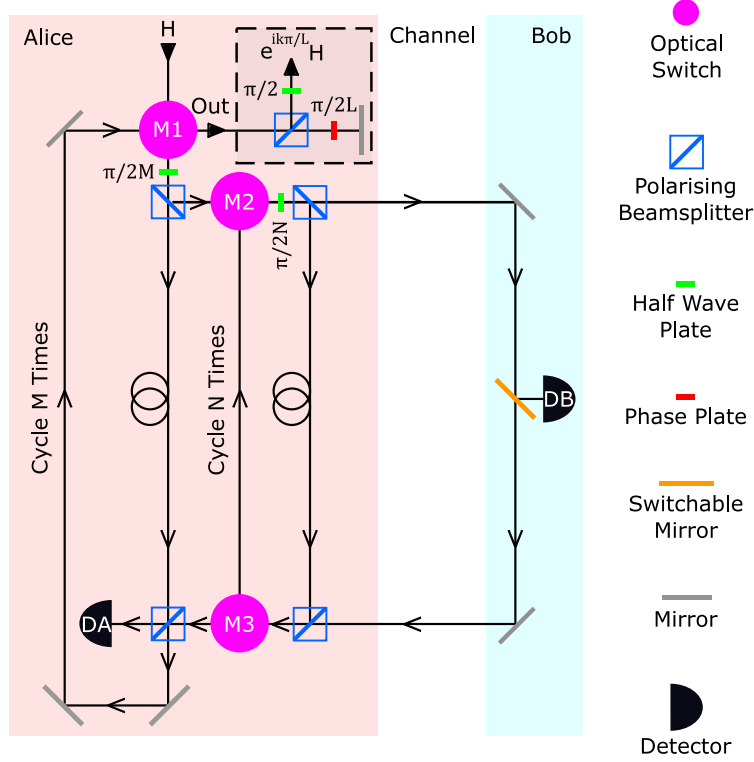 Alice
H
Channel
Bob
e^{ikπ/L} H
π/2
π/2L
Out
M1
π/2M
M2
π/2N
Cycle M Times
Cycle N Times
DB
DA
M3
Optical
Switch
Polarising
Beamsplitter
Half Wave
Plate
Phase Plate
Switchable
Mirror
Mirror
Detector